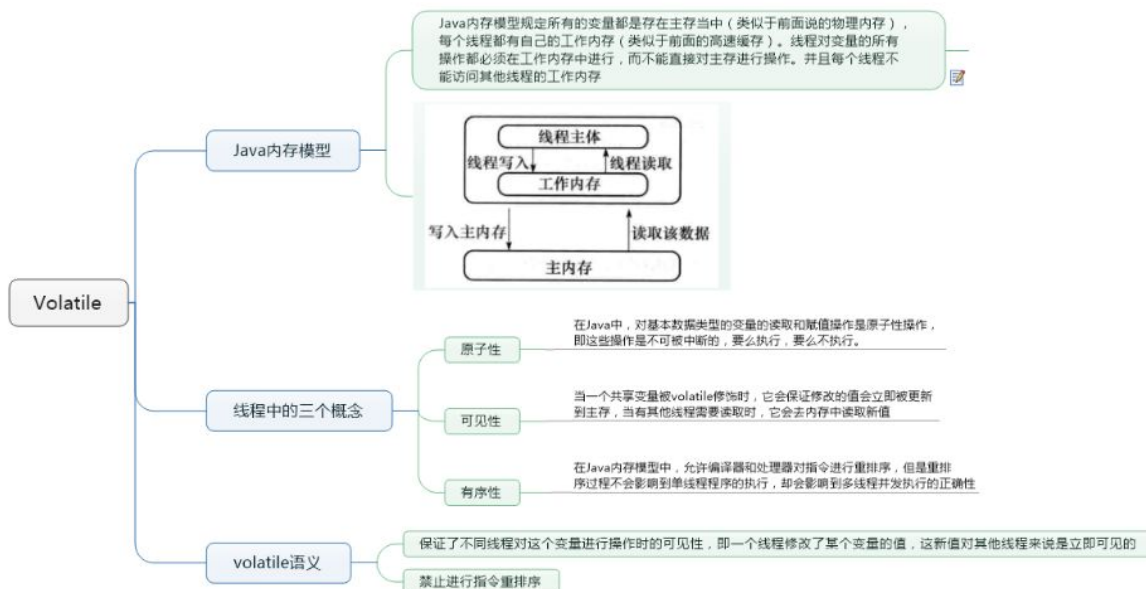 Volatile
Java内存模型
Java内存模型规定所有的变量都是存在主存当中（类似于前面说的物理内存），
每个线程都有自己的工作内存（类似于前面的高速缓存）。线程对变量的所有
操作都必须在工作内存中进行，而不能直接对主存进行操作。并且每个线程不
能访问其他线程的工作内存
线程主体
线程写入
线程读取
工作内存
写入主内存
读取该数据
主内存
线程中的三个概念
原子性
在Java中，对基本数据类型的变量的读取和赋值操作是原子性操作，
即这些操作是不可被中断的，要么执行，要么不执行。
可见性
当一个共享变量被volatile修饰时，它会保证修改的值会立即被更新
到主存，当有其他线程需要读取时，它会去内存中读取新值
有序性
在Java内存模型中，允许编译器和处理器对指令进行重排序，但是重排
序过程不会影响到单线程程序的执行，却会影响到多线程并发执行的正确性
volatile语义
保证了不同线程对这个变量进行操作时的可见性，即一个线程修改了某个变量的值，这新值对其他线程来说是立即可见的
禁止进行指令重排序